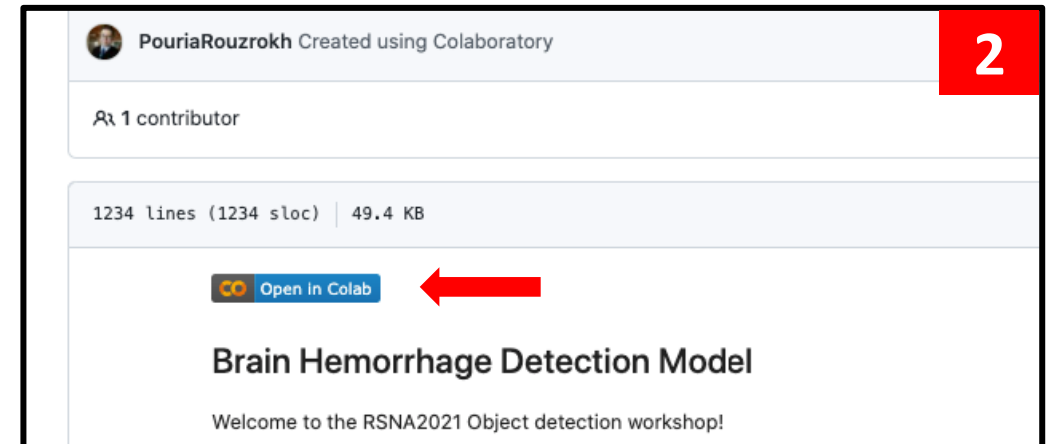 PouriaRouzrokh Created using Colaboratory
2
1 contributor
1234 lines (1234 sloc) 49.4 KB
CO Open in Colab
Brain Hemorrhage Detection Model
Welcome to the RSNA2021 Object detection workshop!